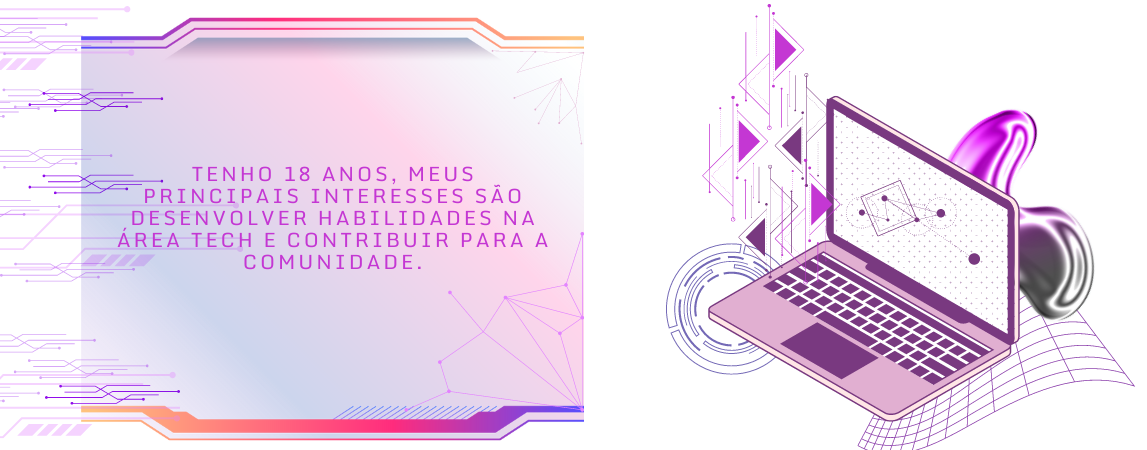 TENHO 18 ANOS, MEUS
PRINCIPAIS INTERESSES SÃO
DESENVOLVER HABILIDADES NA
ÁREA TECH E CONTRIBUIR PARA A
COMUNIDADE.